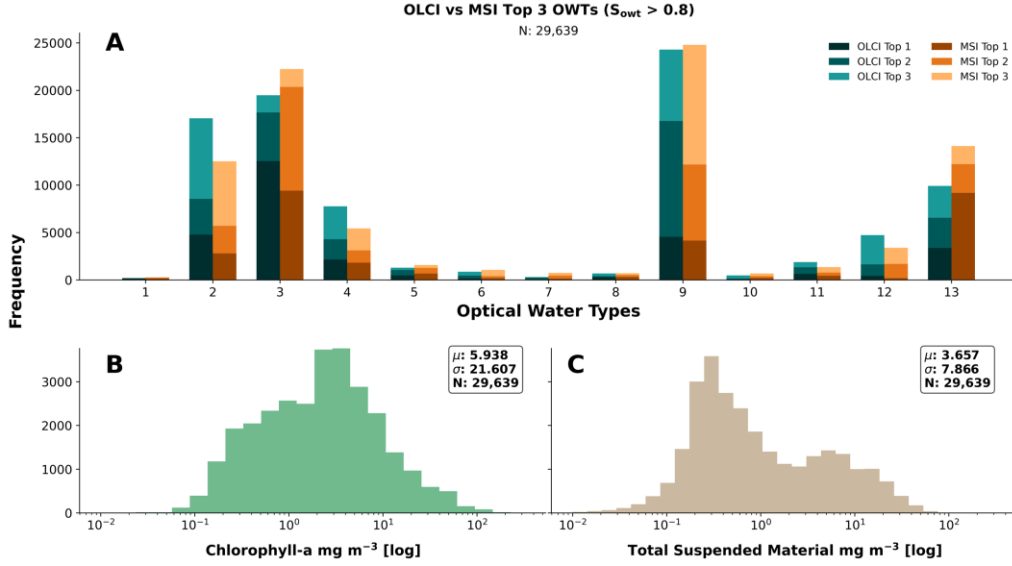 OLCI vs MSI Top 3 OWTs (Sowt > 0.8)
N: 29,639
A
OLCI Top 1
OLCI Top 2
OLCI Top 3
MSI Top 1
MSI Top 2
MSI Top 3
Frequency
25000
20000
15000
10000
5000
0
1 2 3 4 5 6 7 8 9 10 11 12 13
Optical Water Types
B
μ: 5.938
σ: 21.607
N: 29,639
3000
2000
1000
0
10⁻² 10⁻¹ 10⁰ 10¹ 10²
Chlorophyll-a mg m⁻³ [log]
C
μ: 3.657
σ: 7.866
N: 29,639
10⁻² 10⁻¹ 10⁰ 10¹ 10²
Total Suspended Material mg m⁻³ [log]